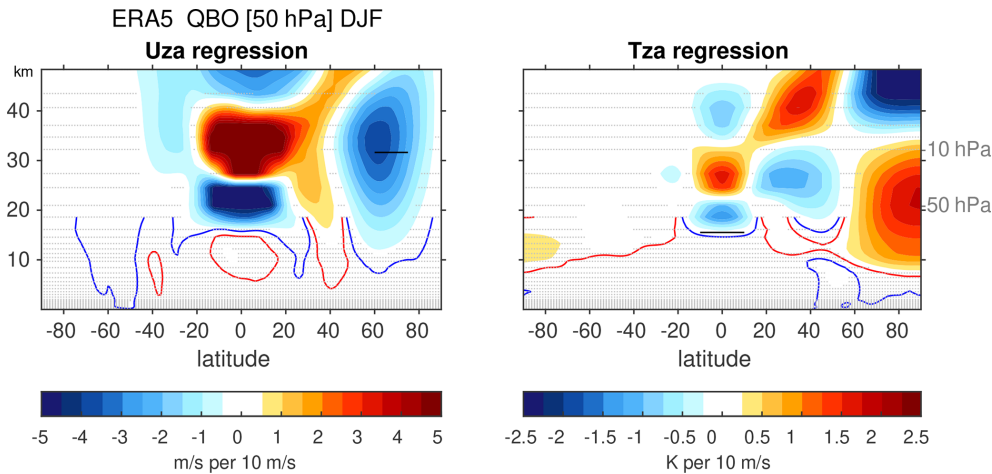 ERA5 QBO [50 hPa] DJF
Uza regression
Tza regression
km
40
30
20
10
10 hPa
50 hPa
-80 -60 -40 -20 0 20 40 60 80
-80 -60 -40 -20 0 20 40 60 80
latitude
latitude
-5 -4 -3 -2 -1 0 1 2 3 4 5
-2.5 -2 -1.5 -1 -0.5 0 0.5 1 1.5 2 2.5
m/s per 10 m/s
K per 10 m/s